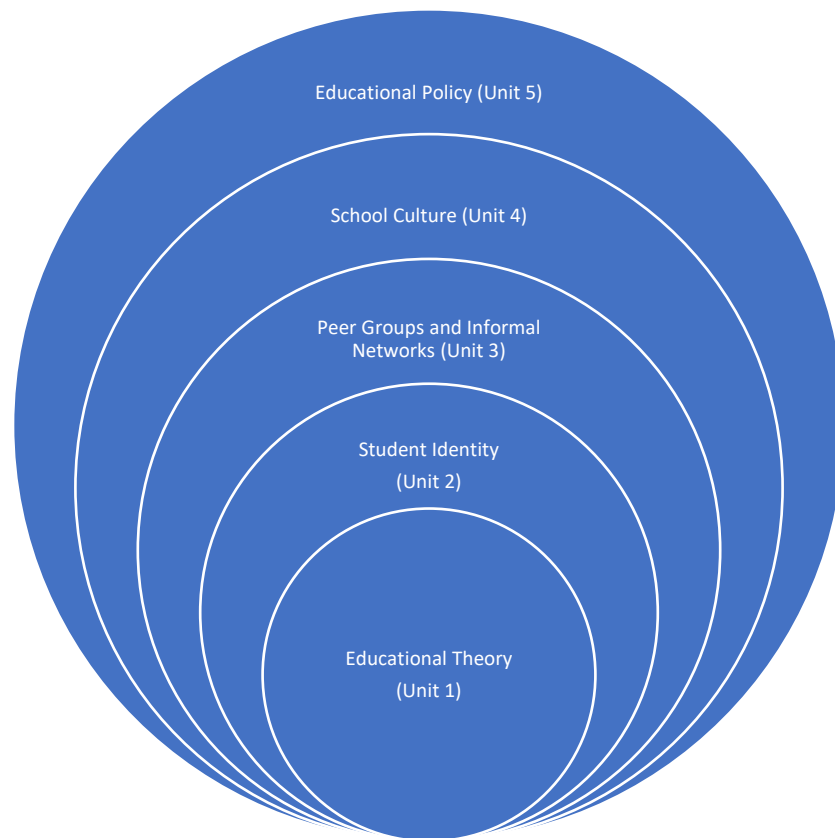 Educational Policy (Unit 5)
School Culture (Unit 4)
Peer Groups and Informal
Networks (Unit 3)
Student Identity
(Unit 2)
Educational Theory
(Unit 1)